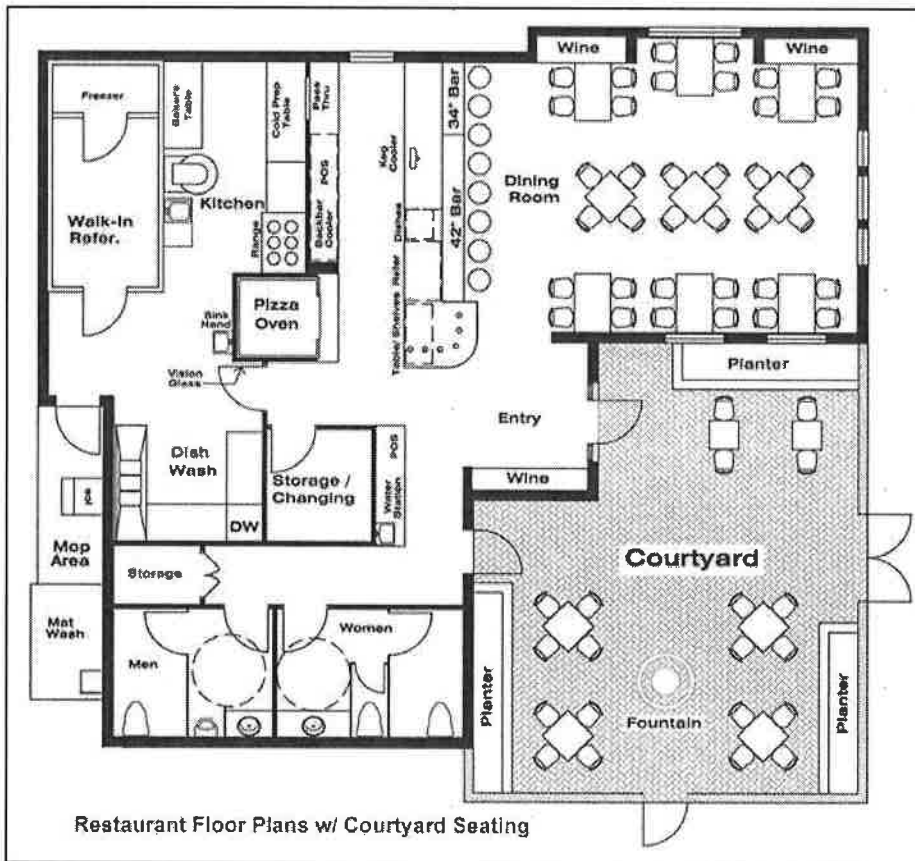 Wine
Wine
Freezer
Bakers
Table
Cold Prep
Table
Pass
Thru
34" Bar
Keg
Cooler
Dining
Room
Kitchen
POS
Walk-In
Refer.
Range
Backbar
Cooler
Dishes
42" Bar
Pizza
Oven
Table/ Shelves
Refer
Sink
Hand
Vision
Glass
Planter
Entry
Dish
Wash
Storage /
Changing
POS
Water
Station
Wine
DW
Mop
Area
Storage
Courtyard
Mat
Wash
Men
Women
Planter
Fountain
Planter
Restaurant Floor Plans w/ Courtyard Seating